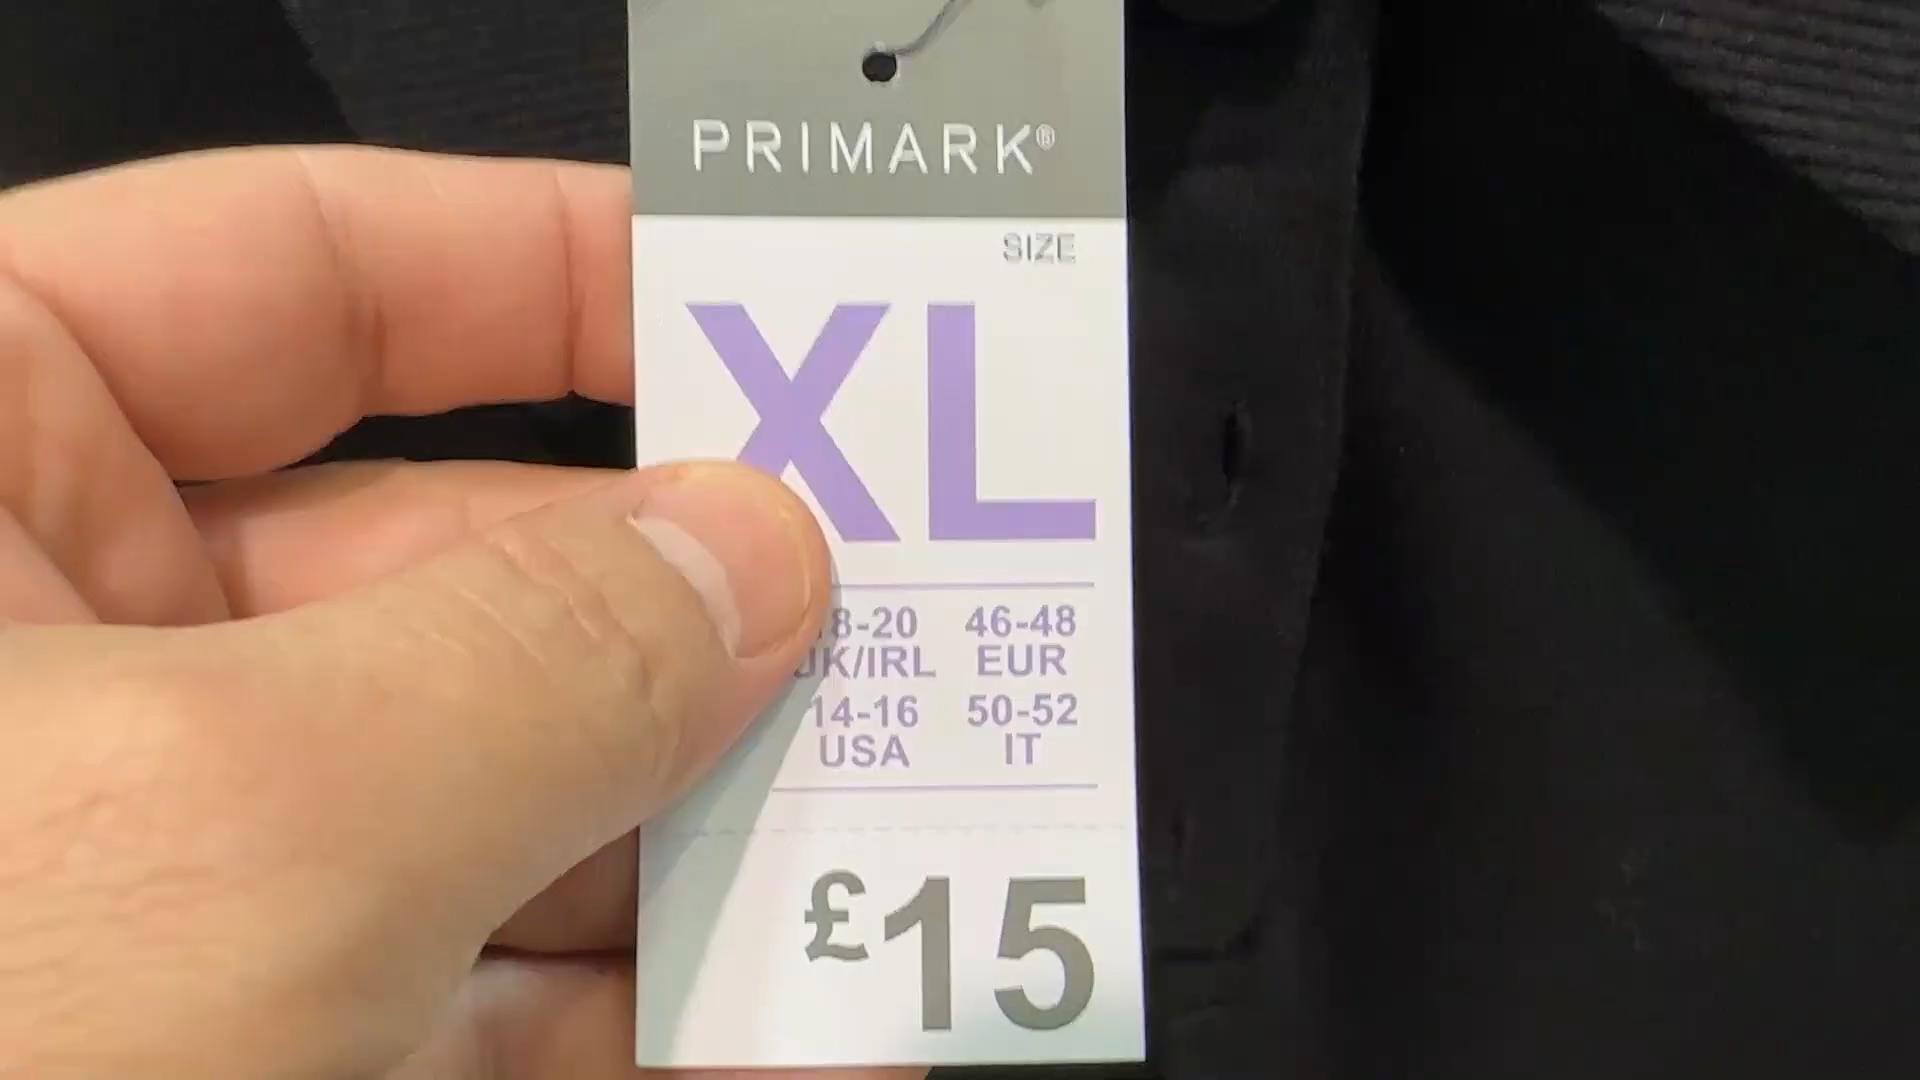 PRIMARK®
SIZE
XL
8-20 46-48
UK/IRL EUR
14-16 50-52
USA IT
£15